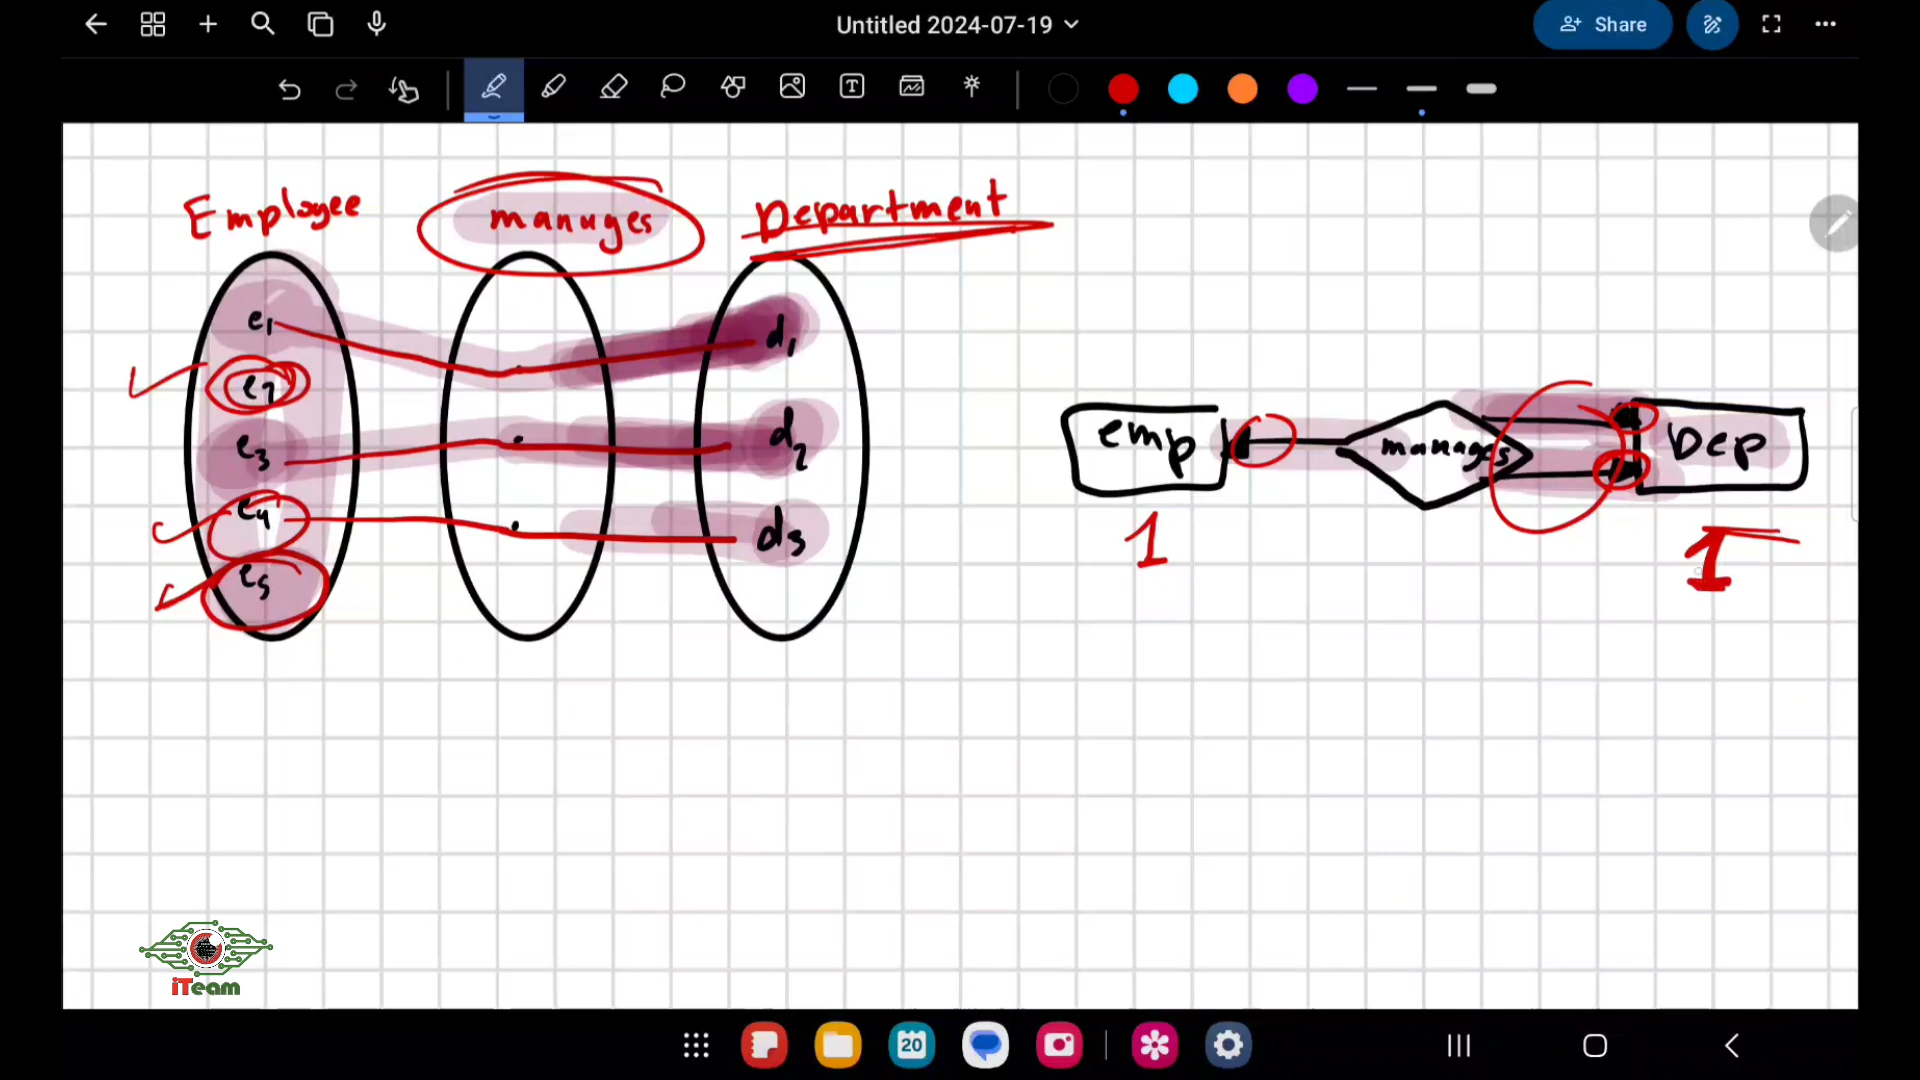 Untitled 2024-07-19
Share
Employee
manages
Department
e1
e2
e3
e4
e5
d1
d2
d3
emp
manages
Dep
1
1
iTeam
20